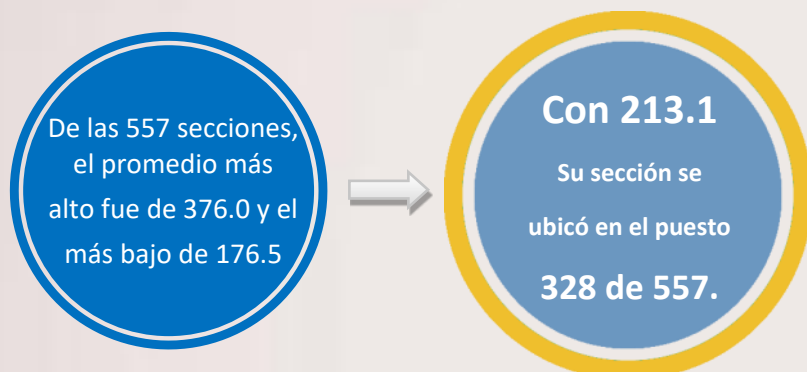 De las 557 secciones,
el promedio más
alto fue de 376.0 y el
más bajo de 176.5
Con 213.1
Su sección se
ubicó en el puesto
328 de 557.